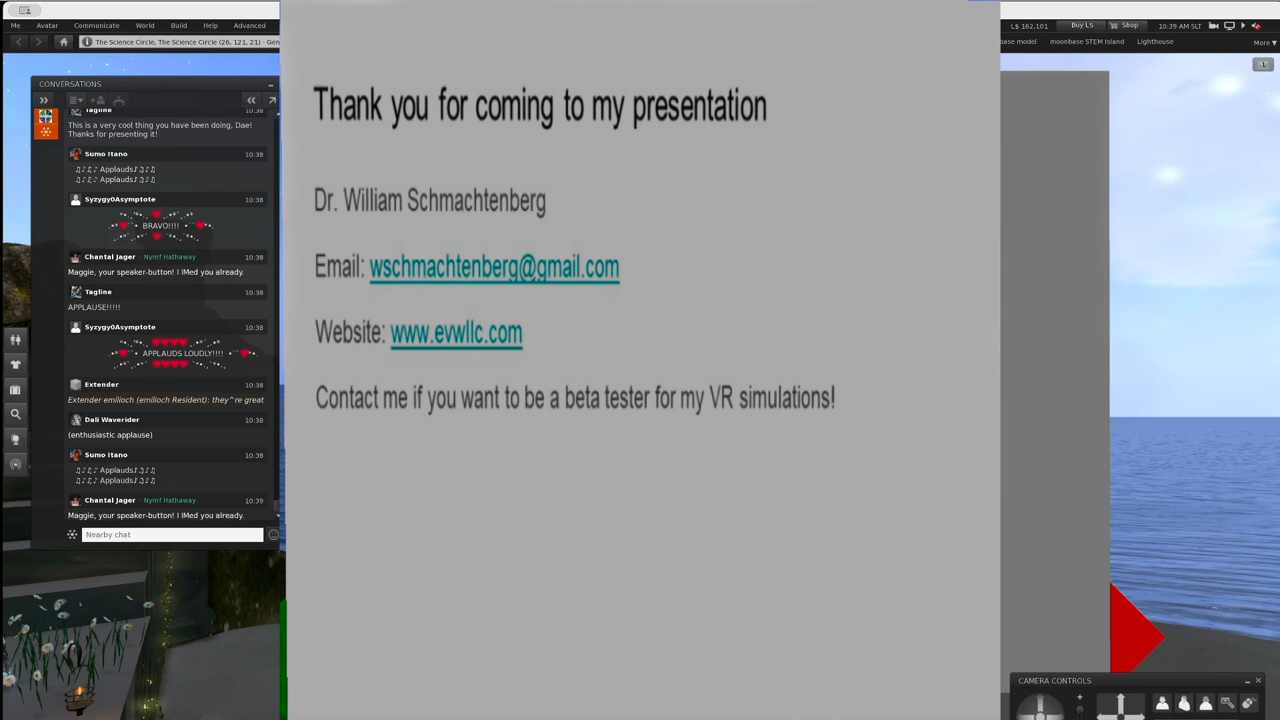 Me Avatar Communicate World Build Help Advanced
L$ 162,101 Buy L$ Shop 10:39 AM SLT
The Science Circle, The Science Circle (26, 121, 21) - Gen
base model moonbase STEM Island Lighthouse More ▼
CONVERSATIONS
Tagline 10:38
This is a very cool thing you have been doing, Dae!
Thanks for presenting it!
Sumo Itano 10:38
♫♪♫♪ Applauds♪♫♪♫
♫♪♫♪ Applauds♪♫♪♫
Syzygy0Asymptote 10:38
BRAVO!!!!
Chantal Jager · Nymf Hathaway 10:38
Maggie, your speaker-button! I IMed you already.
Tagline 10:38
APPLAUSE!!!!!
Syzygy0Asymptote 10:38
APPLAUDS LOUDLY!!!!
Extender 10:38
Extender emilioch (emilioch Resident): they^re great
Dali Waverider 10:38
(enthusiastic applause)
Sumo Itano 10:38
♫♪♫♪ Applauds♪♫♪♫
♫♪♫♪ Applauds♪♫♪♫
Chantal Jager · Nymf Hathaway 10:39
Maggie, your speaker-button! I IMed you already.
Nearby chat
Thank you for coming to my presentation
Dr. William Schmachtenberg
Email: wschmachtenberg@gmail.com
Website: www.evwllc.com
Contact me if you want to be a beta tester for my VR simulations!
CAMERA CONTROLS